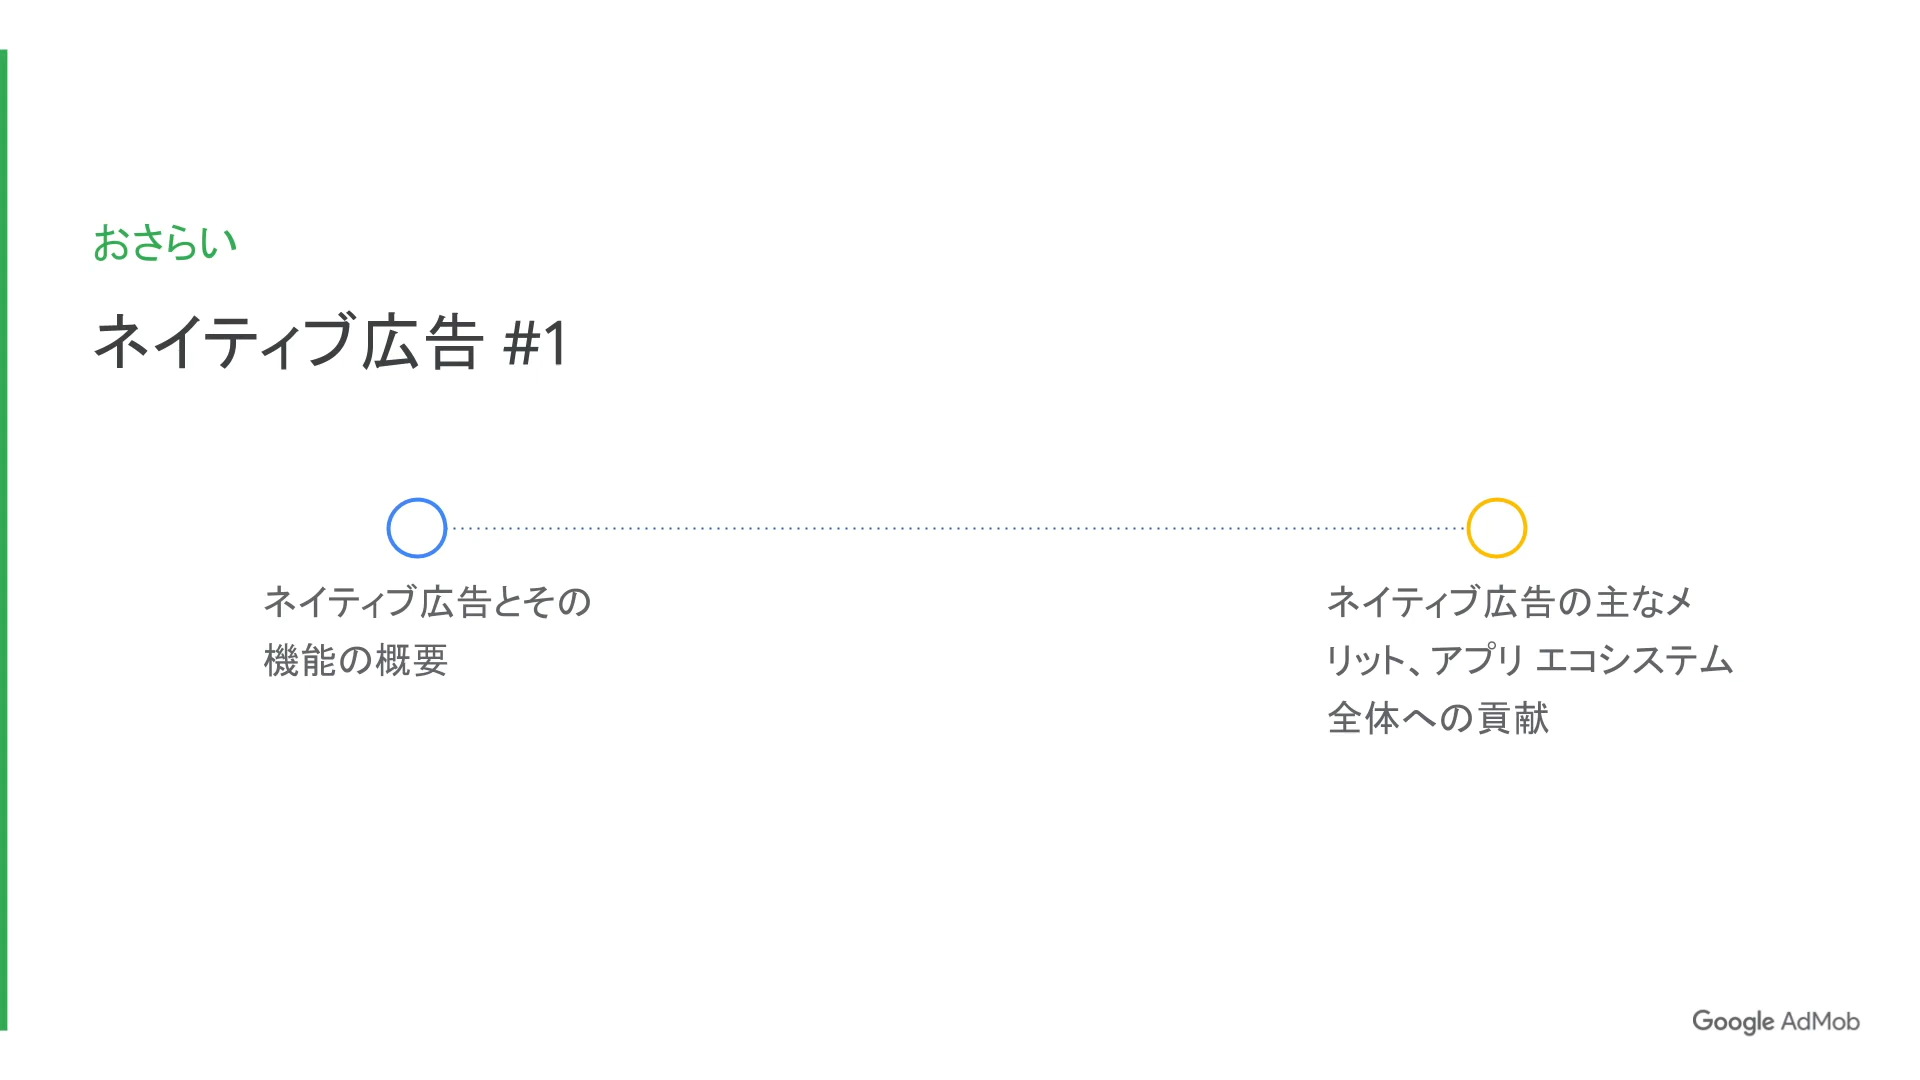 おさらい
ネイティブ広告 #1
ネイティブ広告とその
機能の概要
ネイティブ広告の主なメ
リット、アプリ エコシステム
全体への貢献
Google AdMob